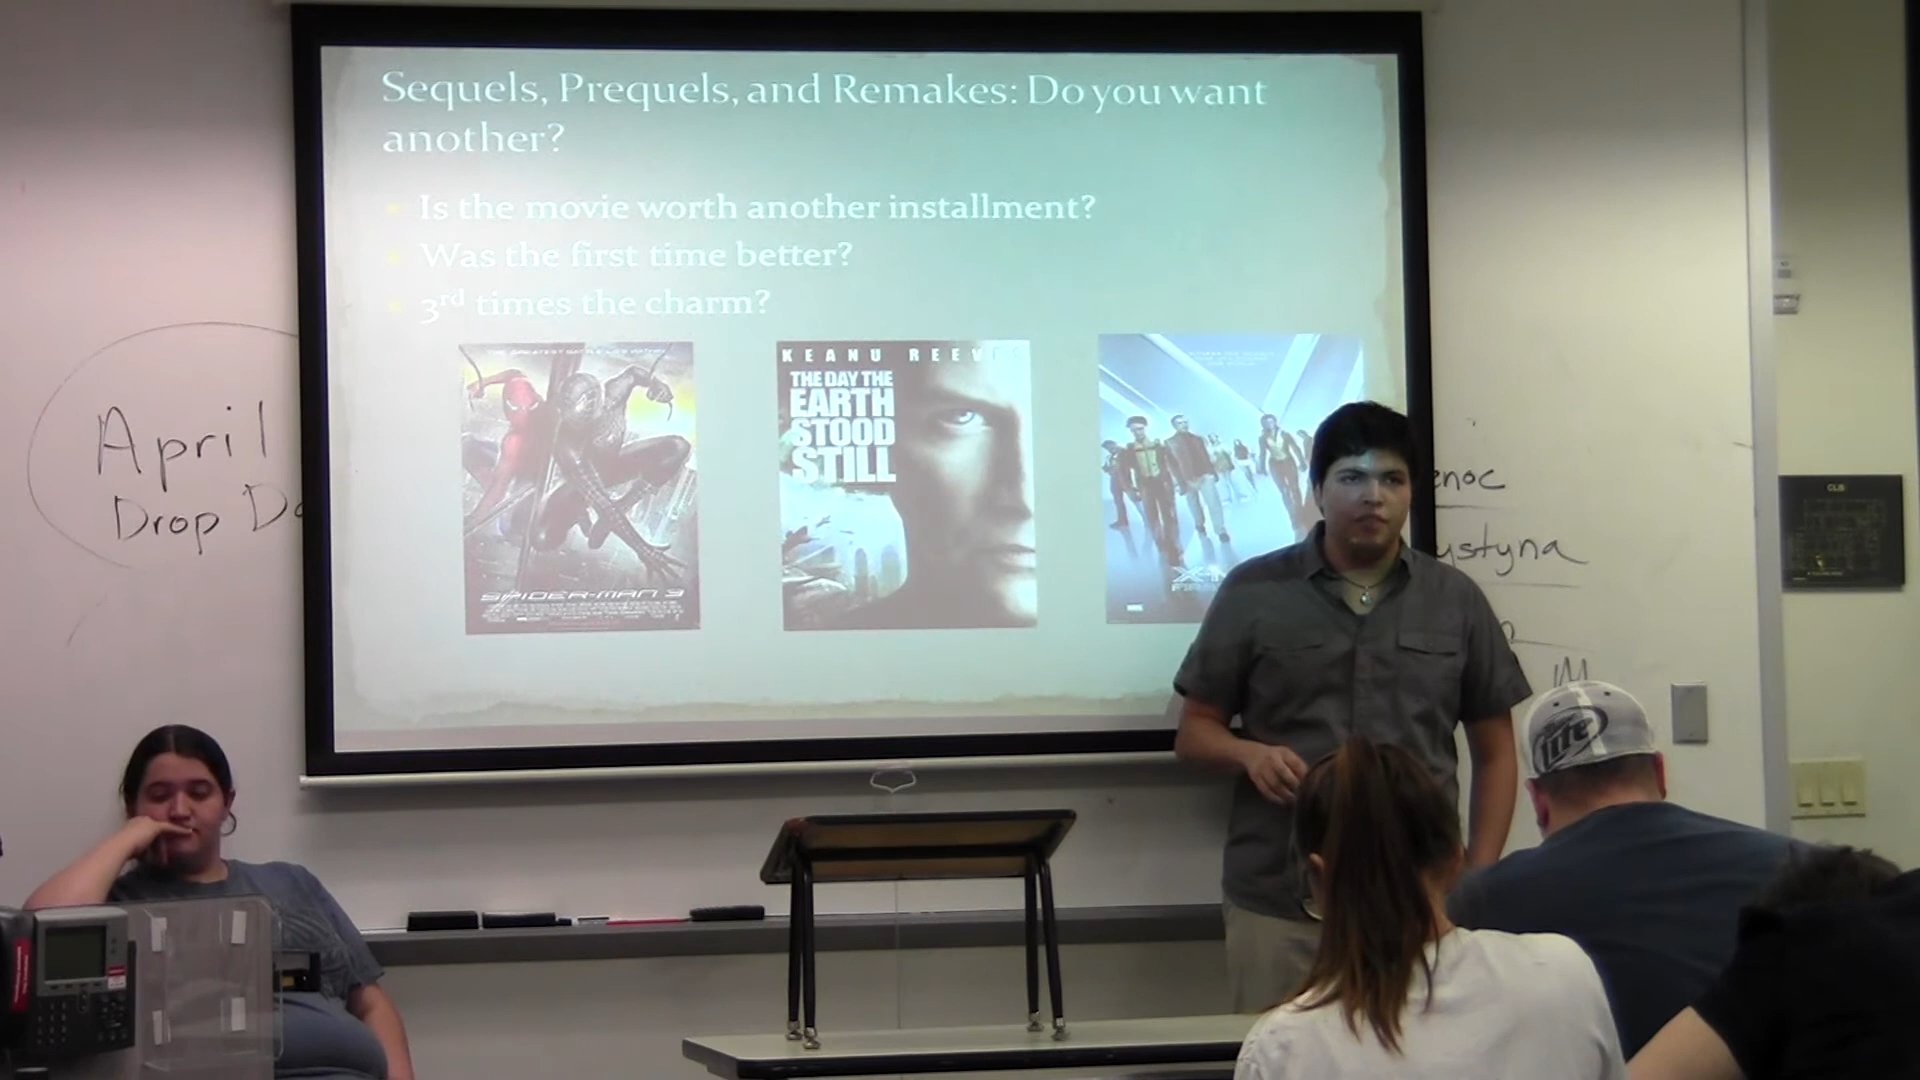 Sequels, Prequels, and Remakes: Do you want
another?
Is the movie worth another installment?
Was the first time better?
3rd times the charm?
KEANU REEVES
THE DAY THE
EARTH
STOOD
STILL
SPIDER-MAN 3
April
Drop
enoc
ystyna
lite
CLB